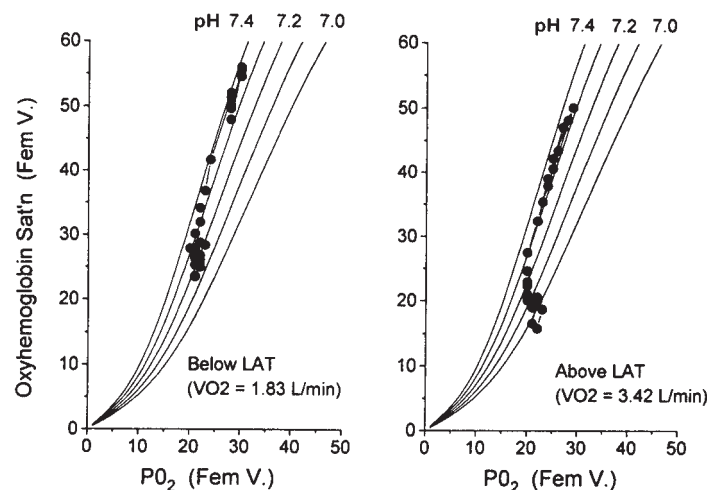 pH 7.4 7.2 7.0
60
50
40
30
20
10
0
Oxyhemoglobin Sat'n (Fem V.)
Below LAT
(VO2 = 1.83 L/min)
0 10 20 30 40 50
P0₂ (Fem V.)
pH 7.4 7.2 7.0
60
50
40
30
20
10
0
Above LAT
(VO2 = 3.42 L/min)
0 10 20 30 40 50
P0₂ (Fem V.)